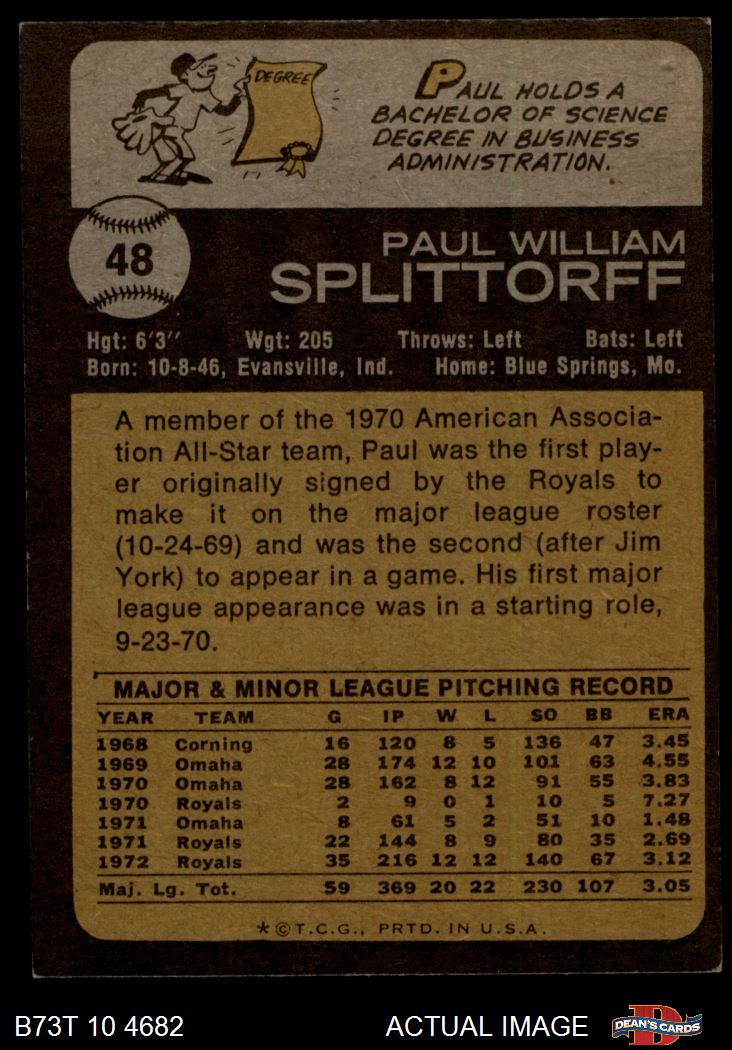 DEGREE
PAUL HOLDS A
BACHELOR OF SCIENCE
DEGREE IN BUSINESS
ADMINISTRATION.
48
PAUL WILLIAM
SPLITTORFF
Hgt: 6'3" Wgt: 205 Throws: Left Bats: Left
Born: 10-8-46, Evansville, Ind. Home: Blue Springs, Mo.
A member of the 1970 American Associa-
tion All-Star team, Paul was the first play-
er originally signed by the Royals to
make it on the major league roster
(10-24-69) and was the second (after Jim
York) to appear in a game. His first major
league appearance was in a starting role,
9-23-70.
MAJOR & MINOR LEAGUE PITCHING RECORD
YEAR TEAM G IP W L SO BB ERA
1968 Corning 16 120 8 5 136 47 3.45
1969 Omaha 28 174 12 10 101 63 4.55
1970 Omaha 28 162 8 12 91 55 3.83
1970 Royals 2 9 0 1 10 5 7.27
1971 Omaha 8 61 5 2 51 10 1.48
1971 Royals 22 144 8 9 80 35 2.69
1972 Royals 35 216 12 12 140 67 3.12
Maj. Lg. Tot. 59 369 20 22 230 107 3.05
*©T.C.G., PRTD. IN U.S.A.
B73T 10 4682 ACTUAL IMAGE
D
DEAN'S CARDS